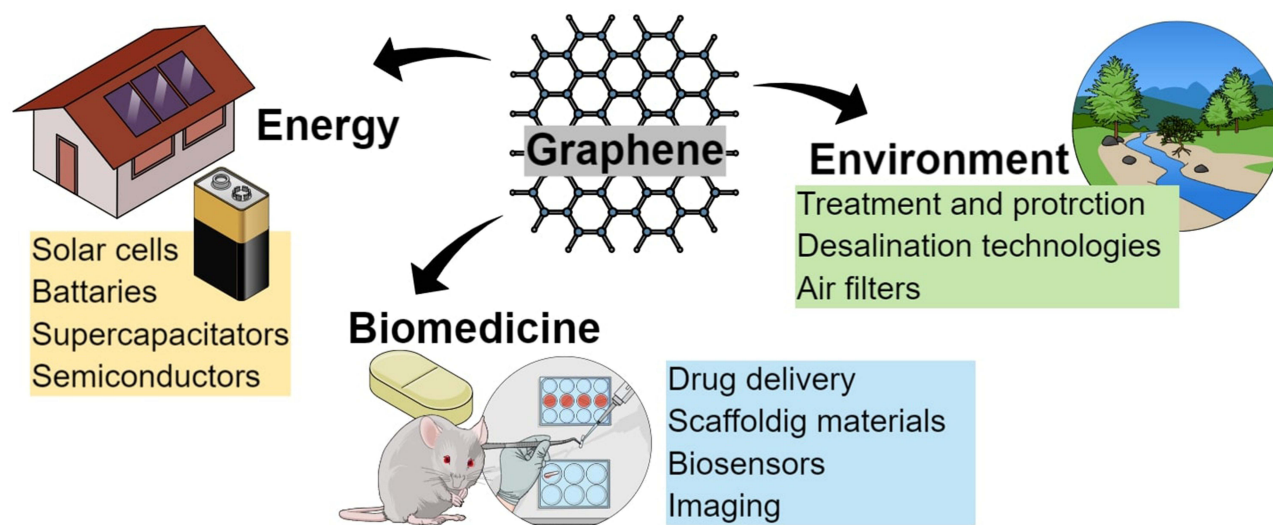 Graphene
Energy
Solar cells
Battaries
Supercapacitators
Semiconductors
Biomedicine
Drug delivery
Scaffoldig materials
Biosensors
Imaging
Environment
Treatment and protrction
Desalination technologies
Air filters